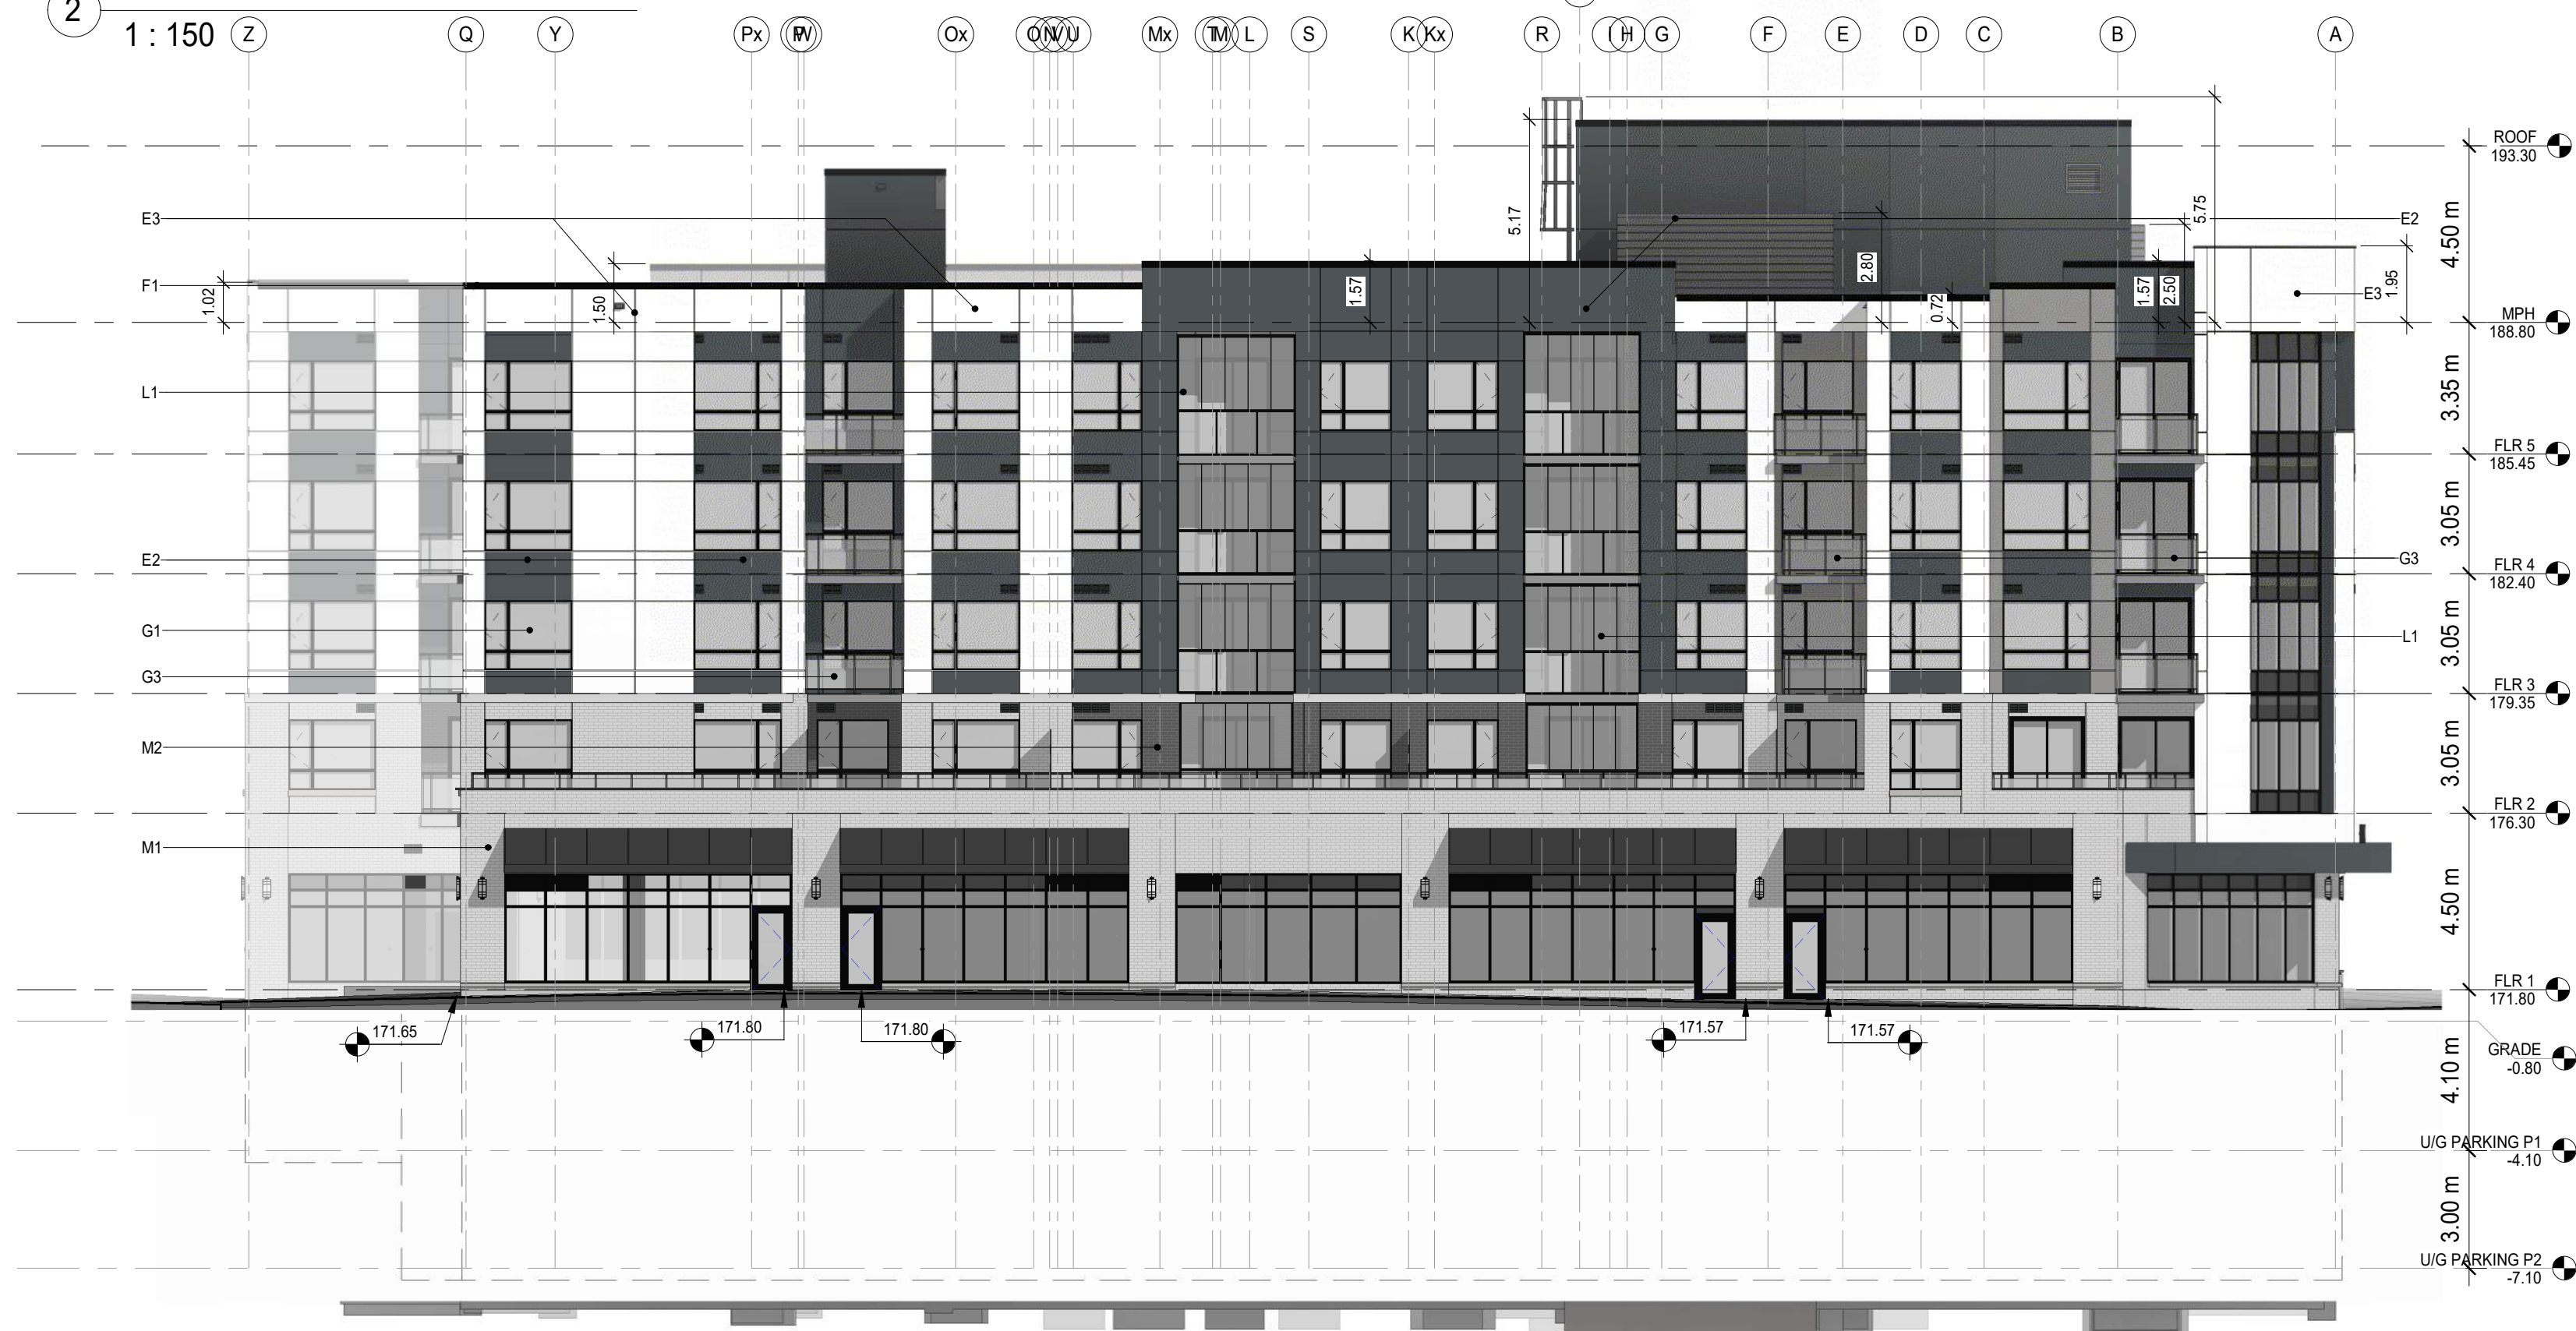 2
1 : 150
Z Q Y Px P W Ox O N V U Mx T M L S K Kx R I H G F E D C B A
ROOF
193.30
E3
E2
5.17
5.75
4.50 m
F1
1.02
1.50
1.57
2.80
0.72
1.57
2.50
E3
1.95
MPH
188.80
L1
3.35 m
FLR 5
185.45
3.05 m
E2
G3
FLR 4
182.40
G1
L1
3.05 m
G3
FLR 3
179.35
M2
3.05 m
FLR 2
176.30
M1
4.50 m
FLR 1
171.80
171.65
171.80
171.80
171.57
171.57
GRADE
-0.80
4.10 m
U/G PARKING P1
-4.10
3.00 m
U/G PARKING P2
-7.10